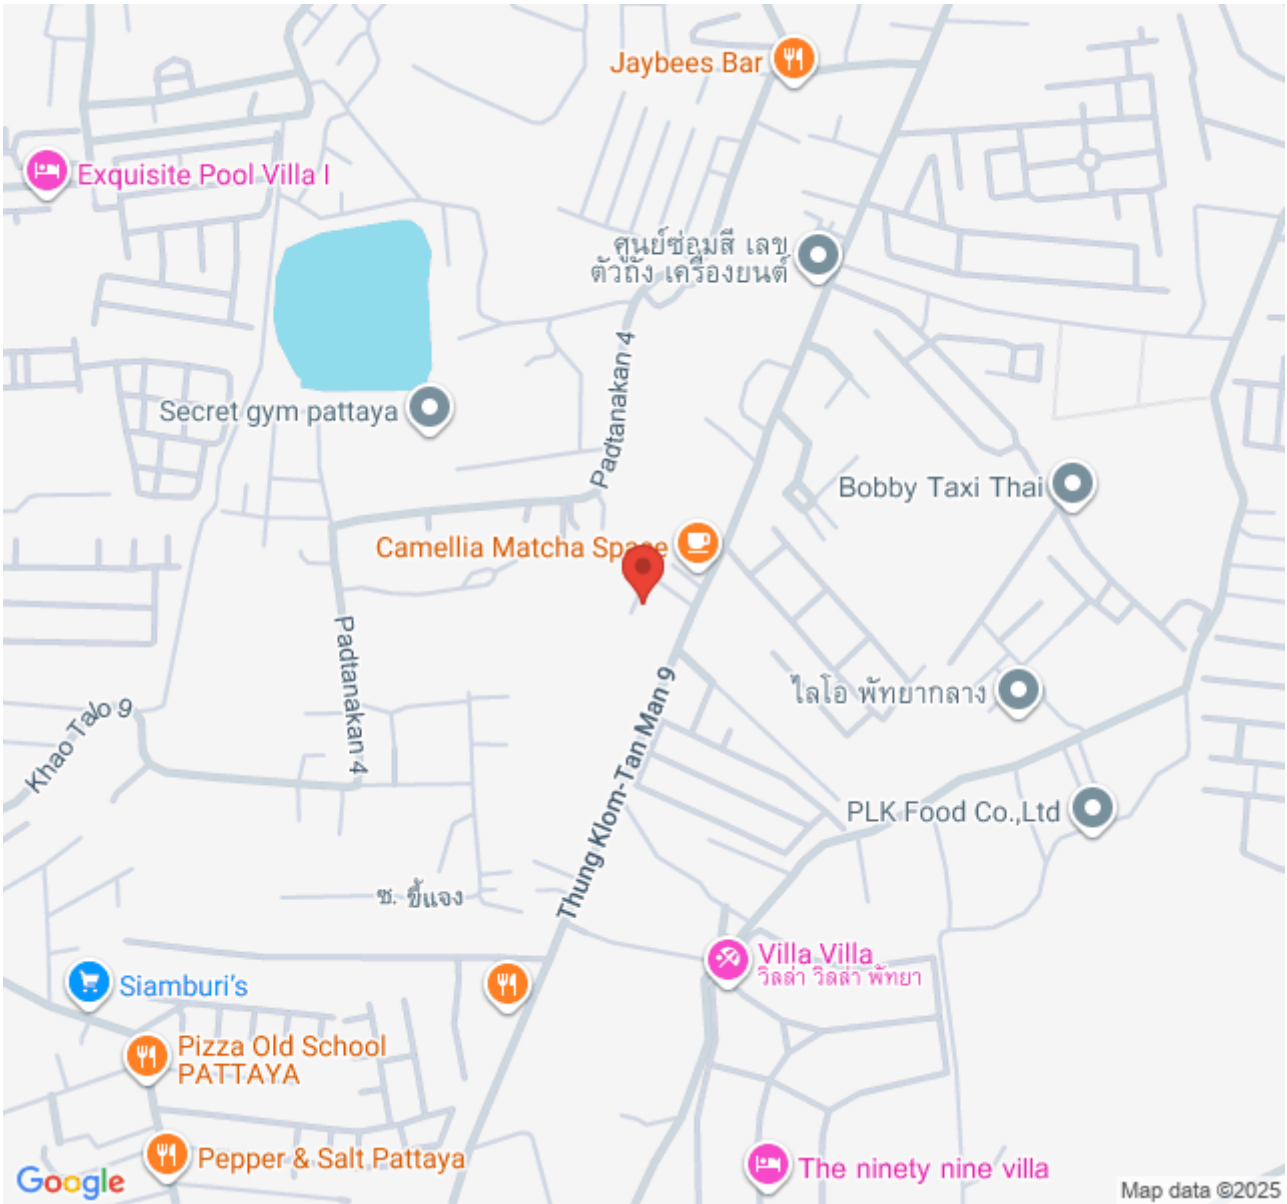 Jaybees Bar
Exquisite Pool Villa I
ศูนย์ซ่อมสี เลข
ตัวถัง เครื่องยนต์
Padtanakan 4
Secret gym pattaya
Bobby Taxi Thai
Camellia Matcha Space
Padtanakan 4
Thung Klom-Tan Man 9
ไลโอ พัทยากลาง
Khao Talo 9
PLK Food Co.,Ltd
ซ. ขี้แจง
Villa Villa
วิลล่า วิลล่า พัทยา
Siamburi's
Pizza Old School
PATTAYA
Pepper & Salt Pattaya
The ninety nine villa
Google
Map data ©2025